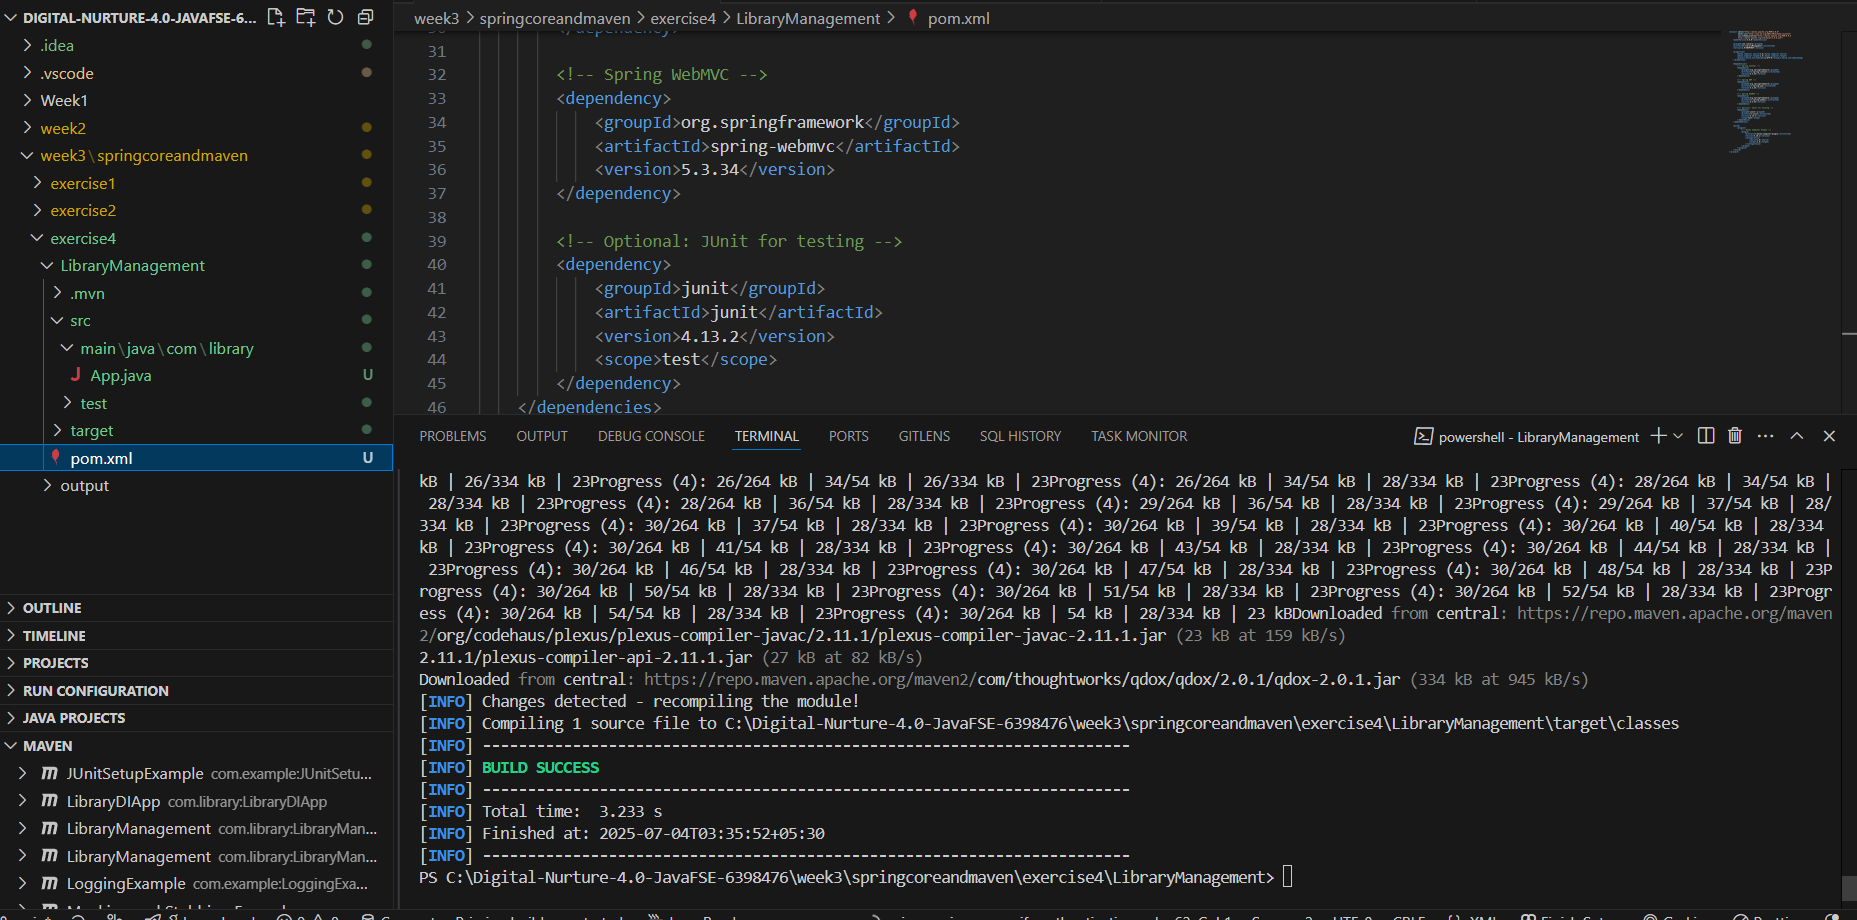 DIGITAL-NURTURE-4.0-JAVAFSE-6...
.idea
.vscode
Week1
week2
week3\springcoreandmaven
exercise1
exercise2
exercise4
LibraryManagement
.mvn
src
main\java\com\library
J App.java U
test
target
pom.xml U
output
OUTLINE
TIMELINE
PROJECTS
RUN CONFIGURATION
JAVA PROJECTS
MAVEN
m JUnitSetupExample com.example:JUnitSetu...
m LibraryDIApp com.library:LibraryDIApp
m LibraryManagement com.library:LibraryMan...
m LibraryManagement com.library:LibraryMan...
m LoggingExample com.example:LoggingExa...
week3 > springcoreandmaven > exercise4 > LibraryManagement > pom.xml
30 </dependency>
31
32 <!-- Spring WebMVC -->
33 <dependency>
34 <groupId>org.springframework</groupId>
35 <artifactId>spring-webmvc</artifactId>
36 <version>5.3.34</version>
37 </dependency>
38
39 <!-- Optional: JUnit for testing -->
40 <dependency>
41 <groupId>junit</groupId>
42 <artifactId>junit</artifactId>
43 <version>4.13.2</version>
44 <scope>test</scope>
45 </dependency>
46 </dependencies>
PROBLEMS OUTPUT DEBUG CONSOLE TERMINAL PORTS GITLENS SQL HISTORY TASK MONITOR powershell - LibraryManagement
kB | 26/334 kB | 23Progress (4): 26/264 kB | 34/54 kB | 26/334 kB | 23Progress (4): 26/264 kB | 34/54 kB | 28/334 kB | 23Progress (4): 28/264 kB | 34/54 kB |
28/334 kB | 23Progress (4): 28/264 kB | 36/54 kB | 28/334 kB | 23Progress (4): 29/264 kB | 36/54 kB | 28/334 kB | 23Progress (4): 29/264 kB | 37/54 kB | 28/
334 kB | 23Progress (4): 30/264 kB | 37/54 kB | 28/334 kB | 23Progress (4): 30/264 kB | 39/54 kB | 28/334 kB | 23Progress (4): 30/264 kB | 40/54 kB | 28/334
kB | 23Progress (4): 30/264 kB | 41/54 kB | 28/334 kB | 23Progress (4): 30/264 kB | 43/54 kB | 28/334 kB | 23Progress (4): 30/264 kB | 44/54 kB | 28/334 kB |
23Progress (4): 30/264 kB | 46/54 kB | 28/334 kB | 23Progress (4): 30/264 kB | 47/54 kB | 28/334 kB | 23Progress (4): 30/264 kB | 48/54 kB | 28/334 kB | 23P
rogress (4): 30/264 kB | 50/54 kB | 28/334 kB | 23Progress (4): 30/264 kB | 51/54 kB | 28/334 kB | 23Progress (4): 30/264 kB | 52/54 kB | 28/334 kB | 23Progr
ess (4): 30/264 kB | 54/54 kB | 28/334 kB | 23Progress (4): 30/264 kB | 54 kB | 28/334 kB | 23 kBDownloaded from central: https://repo.maven.apache.org/maven
2/org/codehaus/plexus/plexus-compiler-javac/2.11.1/plexus-compiler-javac-2.11.1.jar (23 kB at 159 kB/s)
2.11.1/plexus-compiler-api-2.11.1.jar (27 kB at 82 kB/s)
Downloaded from central: https://repo.maven.apache.org/maven2/com/thoughtworks/qdox/qdox/2.0.1/qdox-2.0.1.jar (334 kB at 945 kB/s)
[INFO] Changes detected - recompiling the module!
[INFO] Compiling 1 source file to C:\Digital-Nurture-4.0-JavaFSE-6398476\week3\springcoreandmaven\exercise4\LibraryManagement\target\classes
[INFO] ------------------------------------------------------------------------
[INFO] BUILD SUCCESS
[INFO] ------------------------------------------------------------------------
[INFO] Total time:  3.233 s
[INFO] Finished at: 2025-07-04T03:35:52+05:30
[INFO] ------------------------------------------------------------------------
PS C:\Digital-Nurture-4.0-JavaFSE-6398476\week3\springcoreandmaven\exercise4\LibraryManagement>